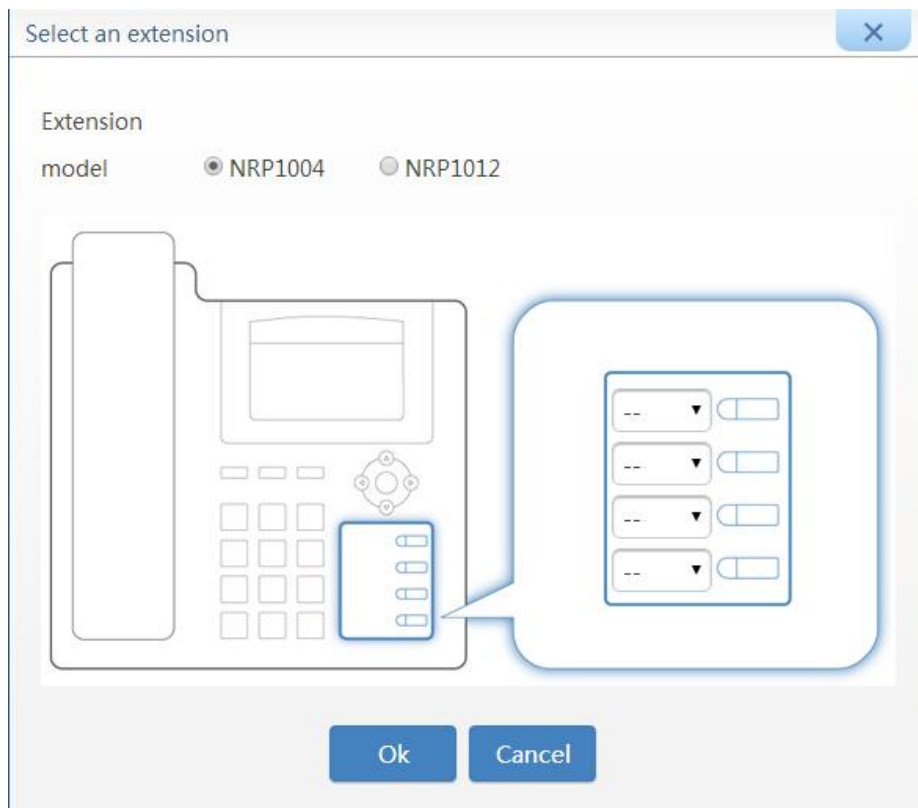 Select an extension
Extension
model NRP1004 NRP1012
--
--
--
--
Ok Cancel